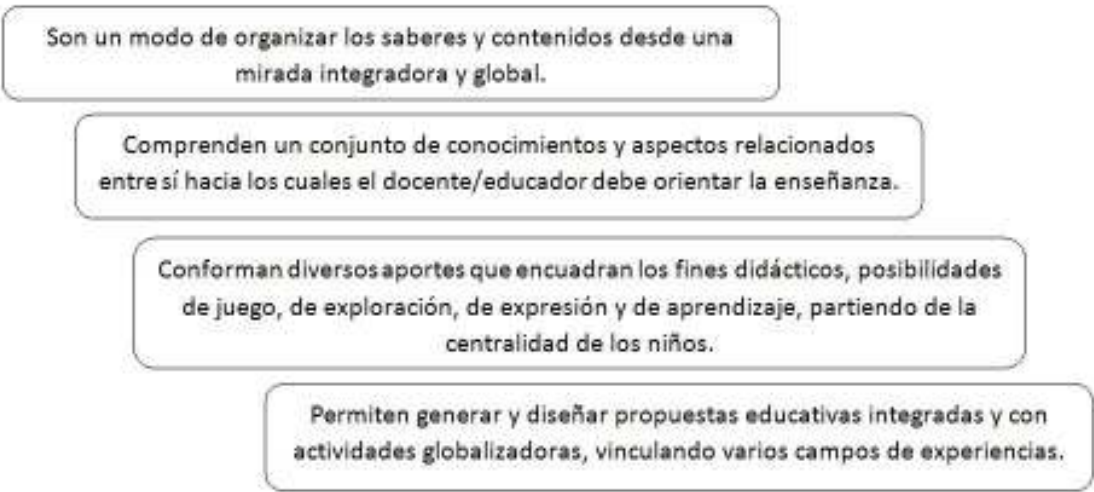 Son un modo de organizar los saberes y contenidos desde una
mirada integradora y global.
Comprenden un conjunto de conocimientos y aspectos relacionados
entre sí hacia los cuales el docente/educador debe orientar la enseñanza.
Conforman diversos aportes que encuadran los fines didácticos, posibilidades
de juego, de exploración, de expresión y de aprendizaje, partiendo de la
centralidad de los niños.
Permiten generar y diseñar propuestas educativas integradas y con
actividades globalizadoras, vinculando varios campos de experiencias.